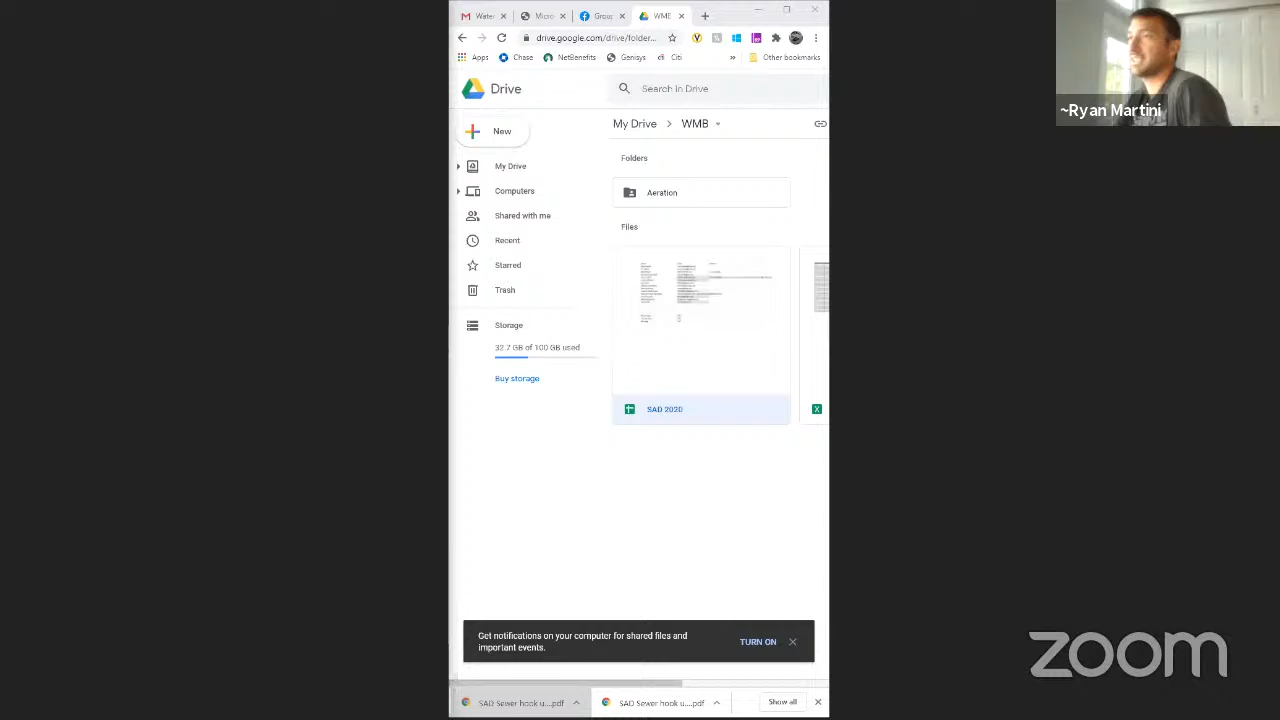 Water
Micro
Group
WMB
drive.google.com/drive/folder...
Apps
Chase
NetBenefits
Genisys
Citi
»
Other bookmarks
Drive
Search in Drive
New
My Drive > WMB
My Drive
Computers
Shared with me
Recent
Starred
Trash
Storage
32.7 GB of 100 GB used
Buy storage
Folders
Aeration
Files
SAD 2020
Get notifications on your computer for shared files and
important events.
TURN ON
SAD Sewer hook u....pdf
SAD Sewer hook u....pdf
Show all
~Ryan Martini
zoom